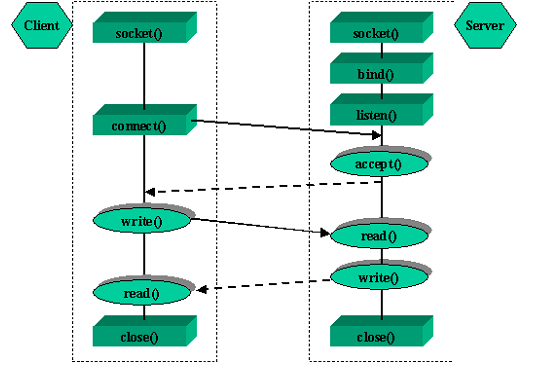 Client
socket()
connect()
write()
read()
close()
Server
socket()
bind()
listen()
accept()
read()
write()
close()